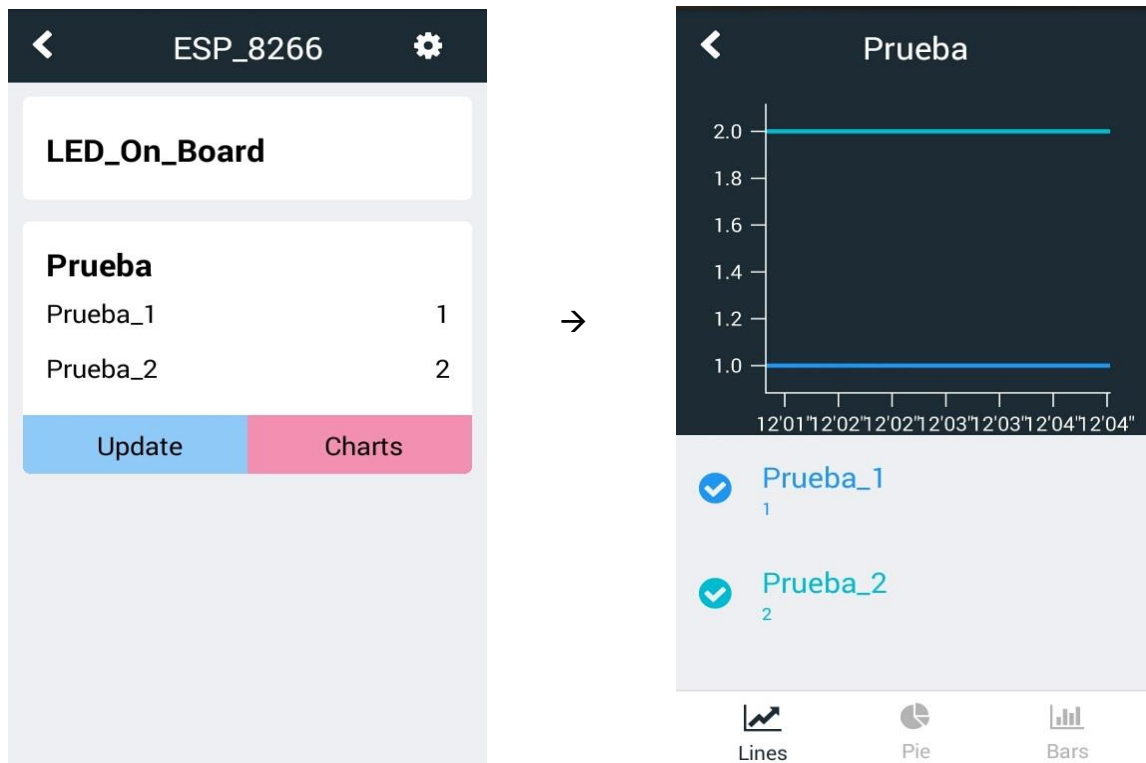 ESP_8266
LED_On_Board
Prueba
Prueba_1 1
Prueba_2 2
Update Charts
→
Prueba
2.0
1.8
1.6
1.4
1.2
1.0
12'01" 12'02" 12'02" 12'03" 12'03" 12'04" 12'04"
Prueba_1
1
Prueba_2
2
Lines Pie Bars